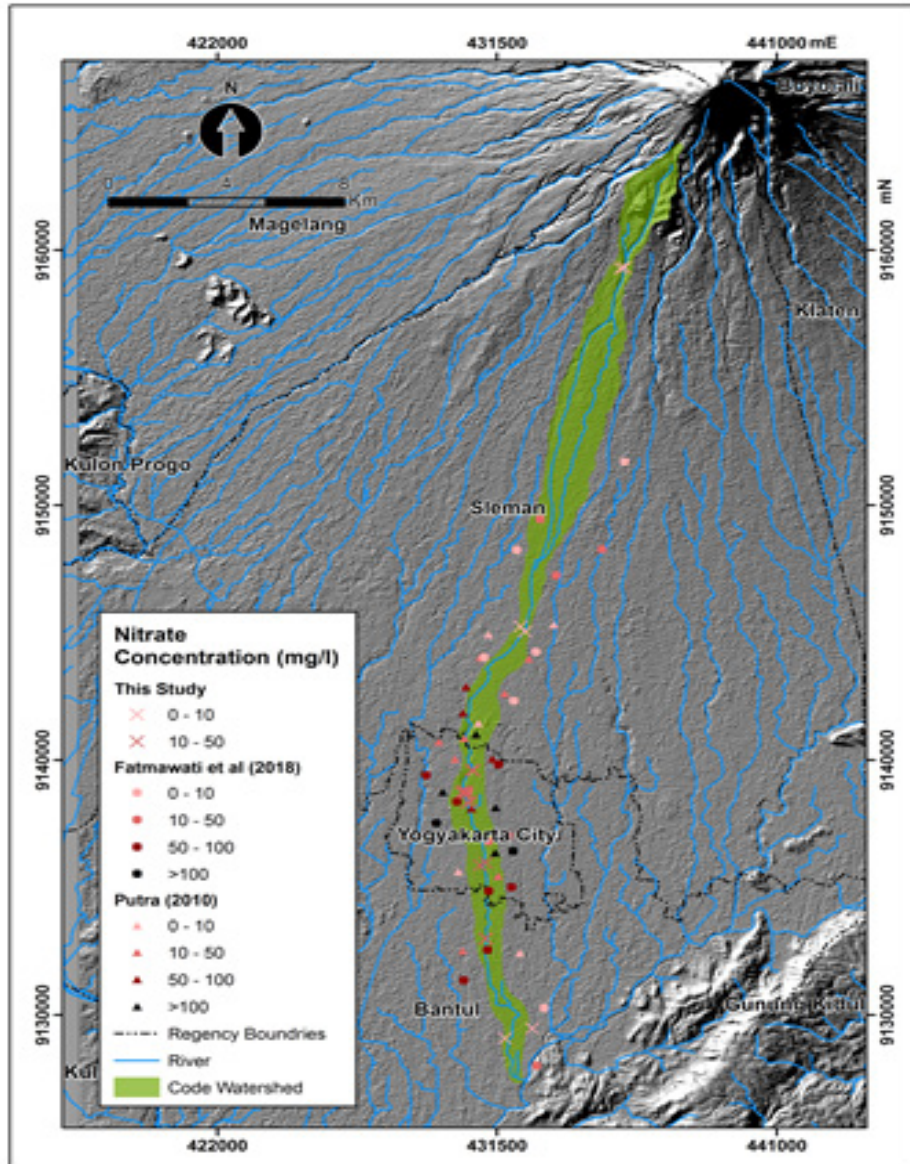 422000 431500 441000 mE
N
Boyolali
0 4 8 Km
Magelang
9160000 9160000 mN
Klaten
Kulon Progo
9150000 9150000
Sleman
Nitrate
Concentration (mg/l)
This Study
0 - 10
10 - 50
Fatmawati et al (2018)
0 - 10
10 - 50
50 - 100
>100
Putra (2010)
0 - 10
10 - 50
50 - 100
>100
Regency Boundries
River
Code Watershed
9140000 9140000
Yogyakarta City
Bantul
Gunung Kidul
9130000 9130000
Kul
422000 431500 441000